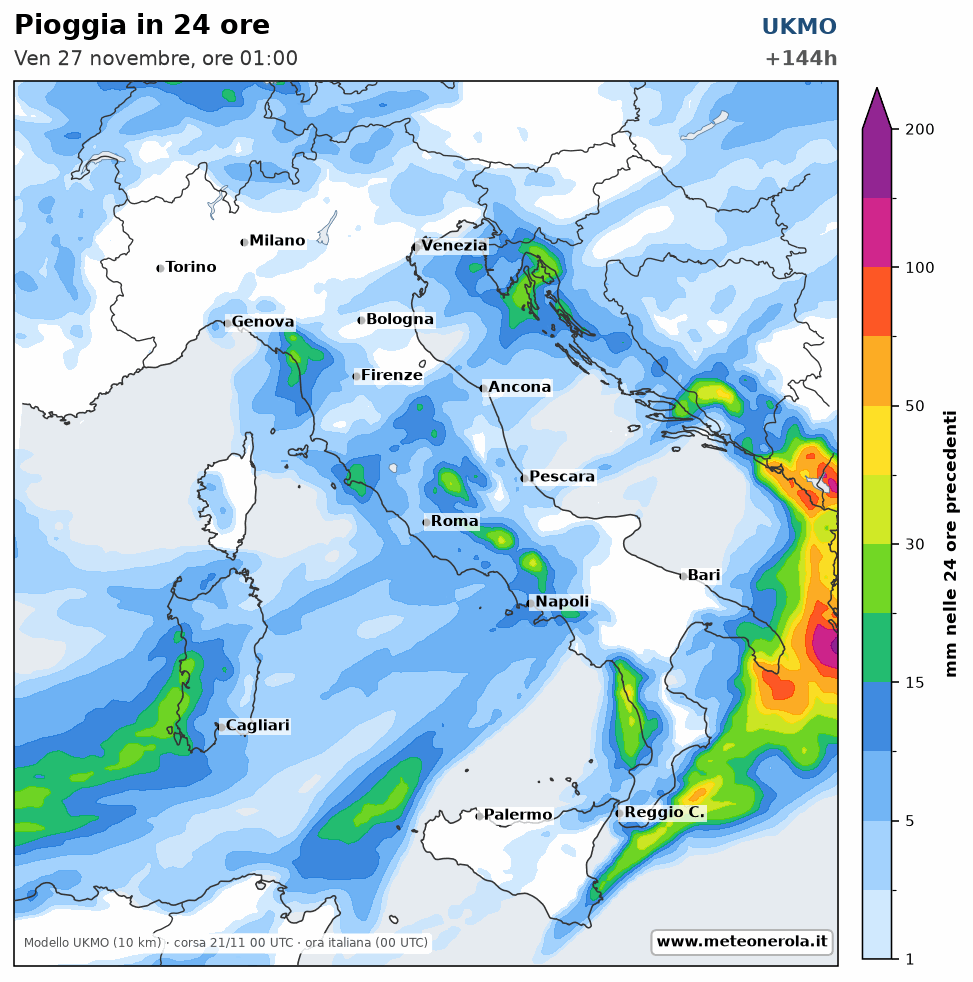 Pioggia in 24 ore
UKMO
Ven 27 novembre, ore 01:00
+144h
200
100
50
30
15
5
1
mm nelle 24 ore precedenti
Venezia
Milano
Torino
Bologna
Genova
Firenze
Ancona
Pescara
Roma
Bari
Napoli
Cagliari
Reggio C.
Palermo
Modello UKMO (10 km) · corsa 21/11 00 UTC · ora italiana (00 UTC)
www.meteonerola.it